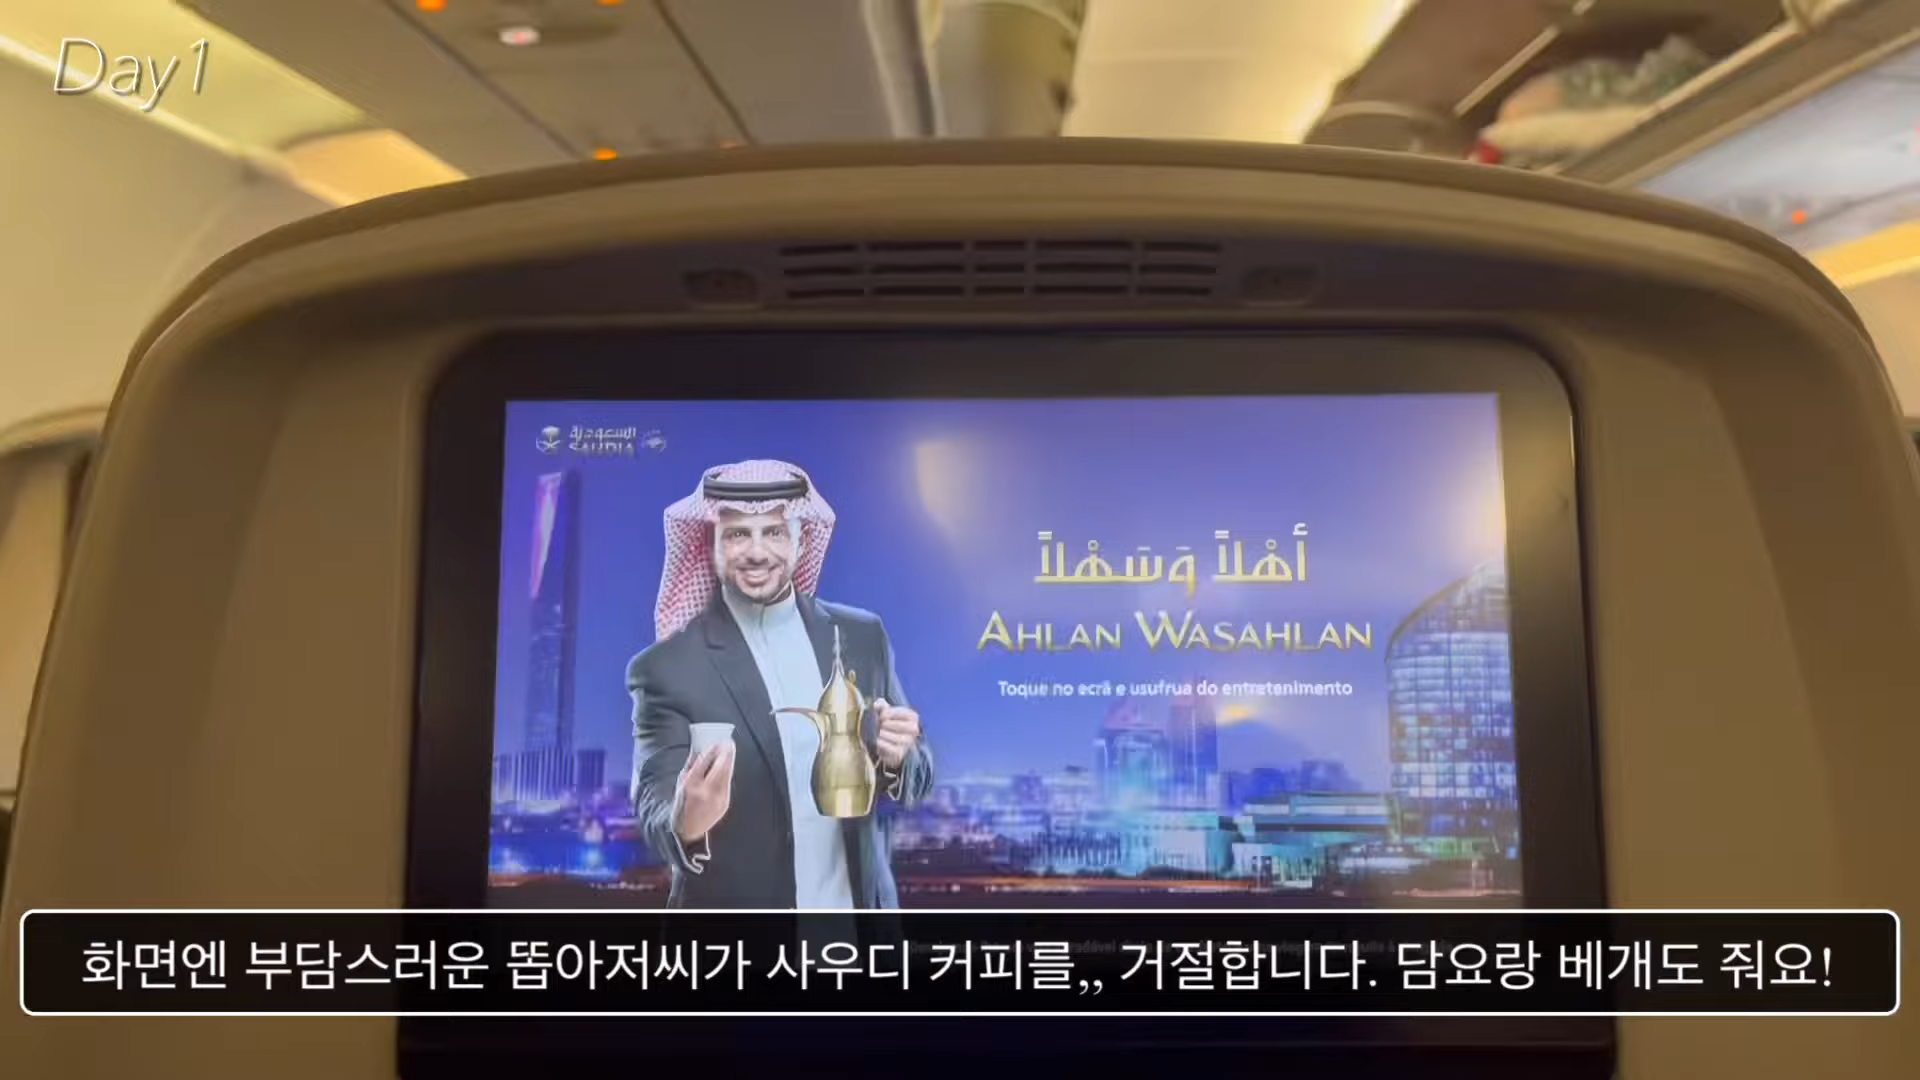 Day1
السعودية
SAUDIA
أَهْلاً وَسَهْلاً
AHLAN WASAHLAN
Toque no ecrã e usufrua do entretenimento
화면엔 부담스러운 똡아저씨가 사우디 커피를,, 거절합니다. 담요랑 베개도 줘요!